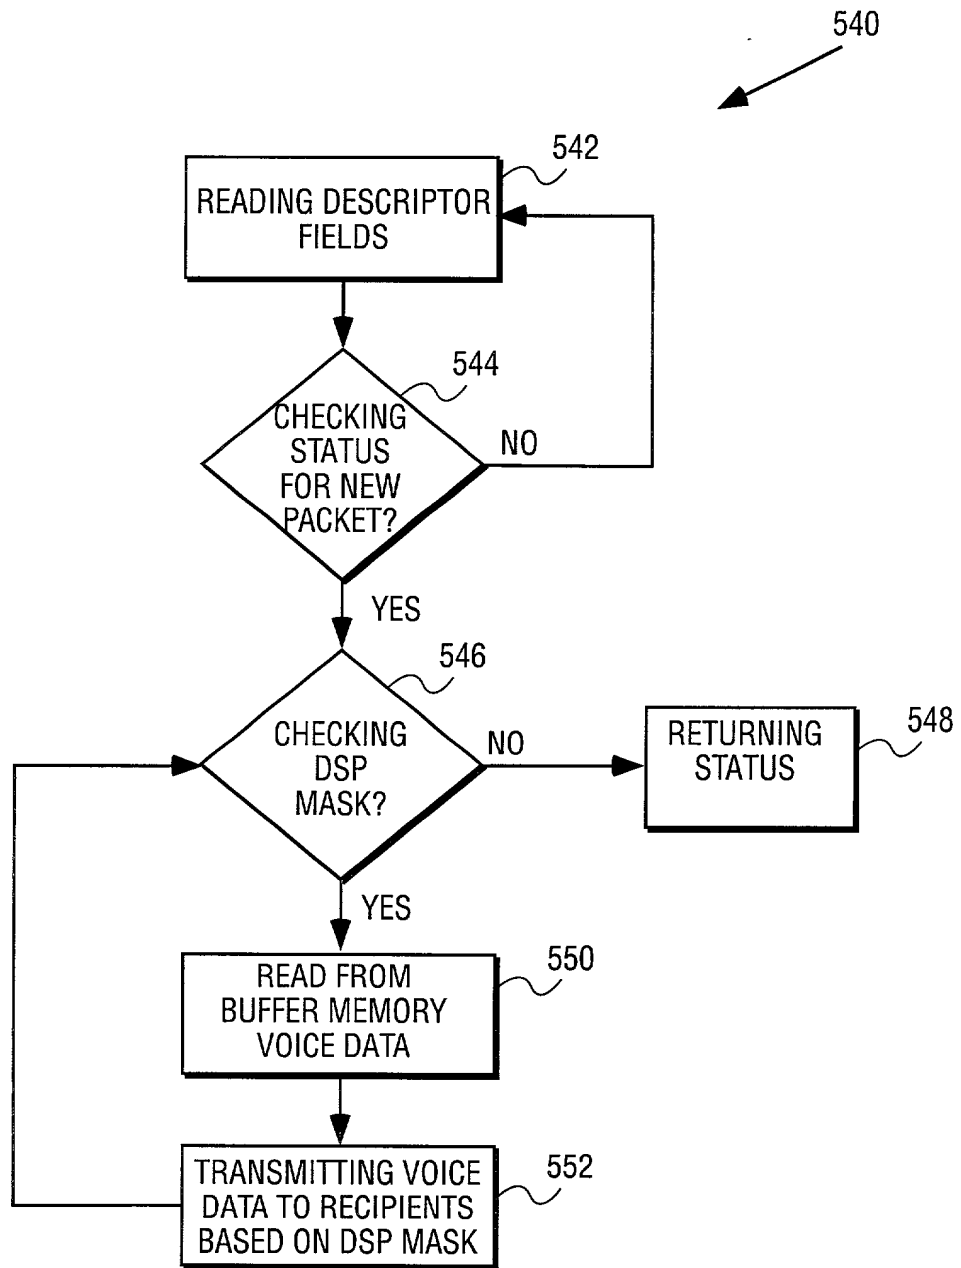 540
542
READING DESCRIPTOR
FIELDS
544
CHECKING
STATUS
FOR NEW
PACKET?
NO
YES
546
CHECKING
DSP
MASK?
NO
RETURNING
STATUS
548
YES
READ FROM
BUFFER MEMORY
VOICE DATA
550
TRANSMITTING VOICE
DATA TO RECIPIENTS
BASED ON DSP MASK
552